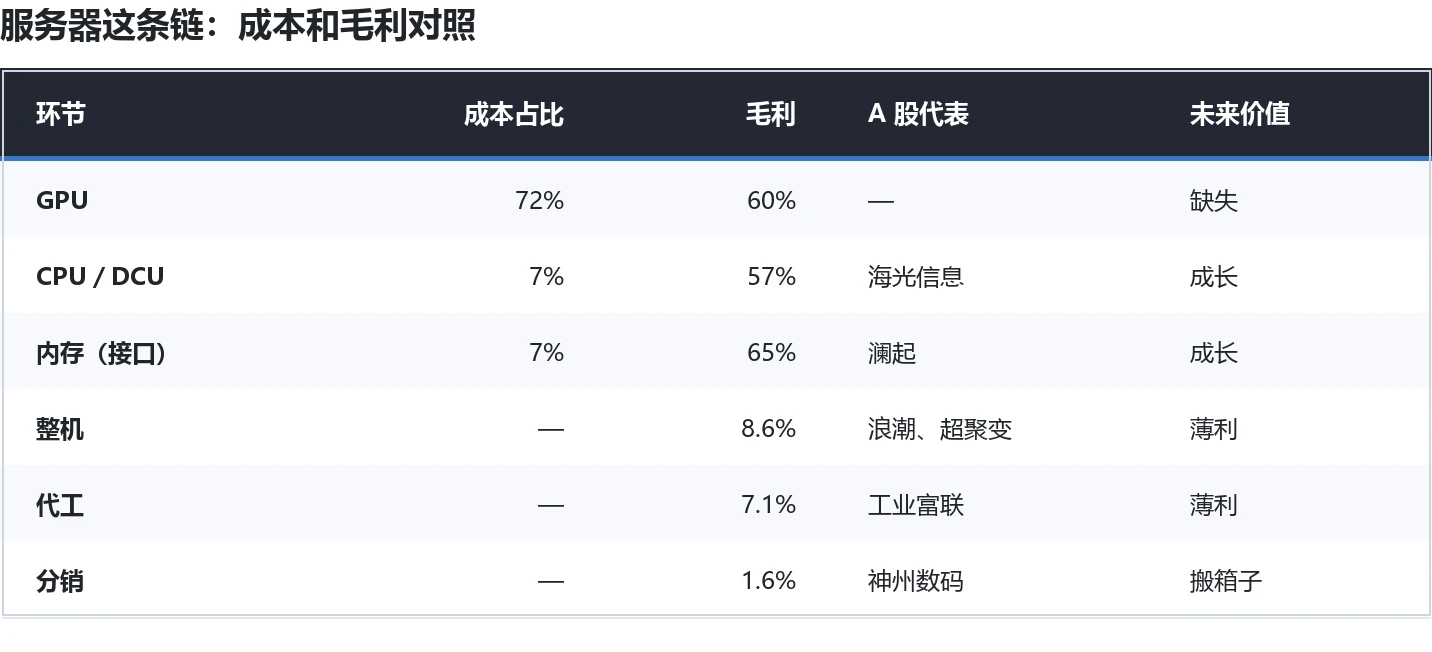 服务器这条链：成本和毛利对照
环节 成本占比 毛利 A 股代表 未来价值
GPU 72% 60% — 缺失
CPU / DCU 7% 57% 海光信息 成长
内存（接口） 7% 65% 澜起 成长
整机 — 8.6% 浪潮、超聚变 薄利
代工 — 7.1% 工业富联 薄利
分销 — 1.6% 神州数码 搬箱子